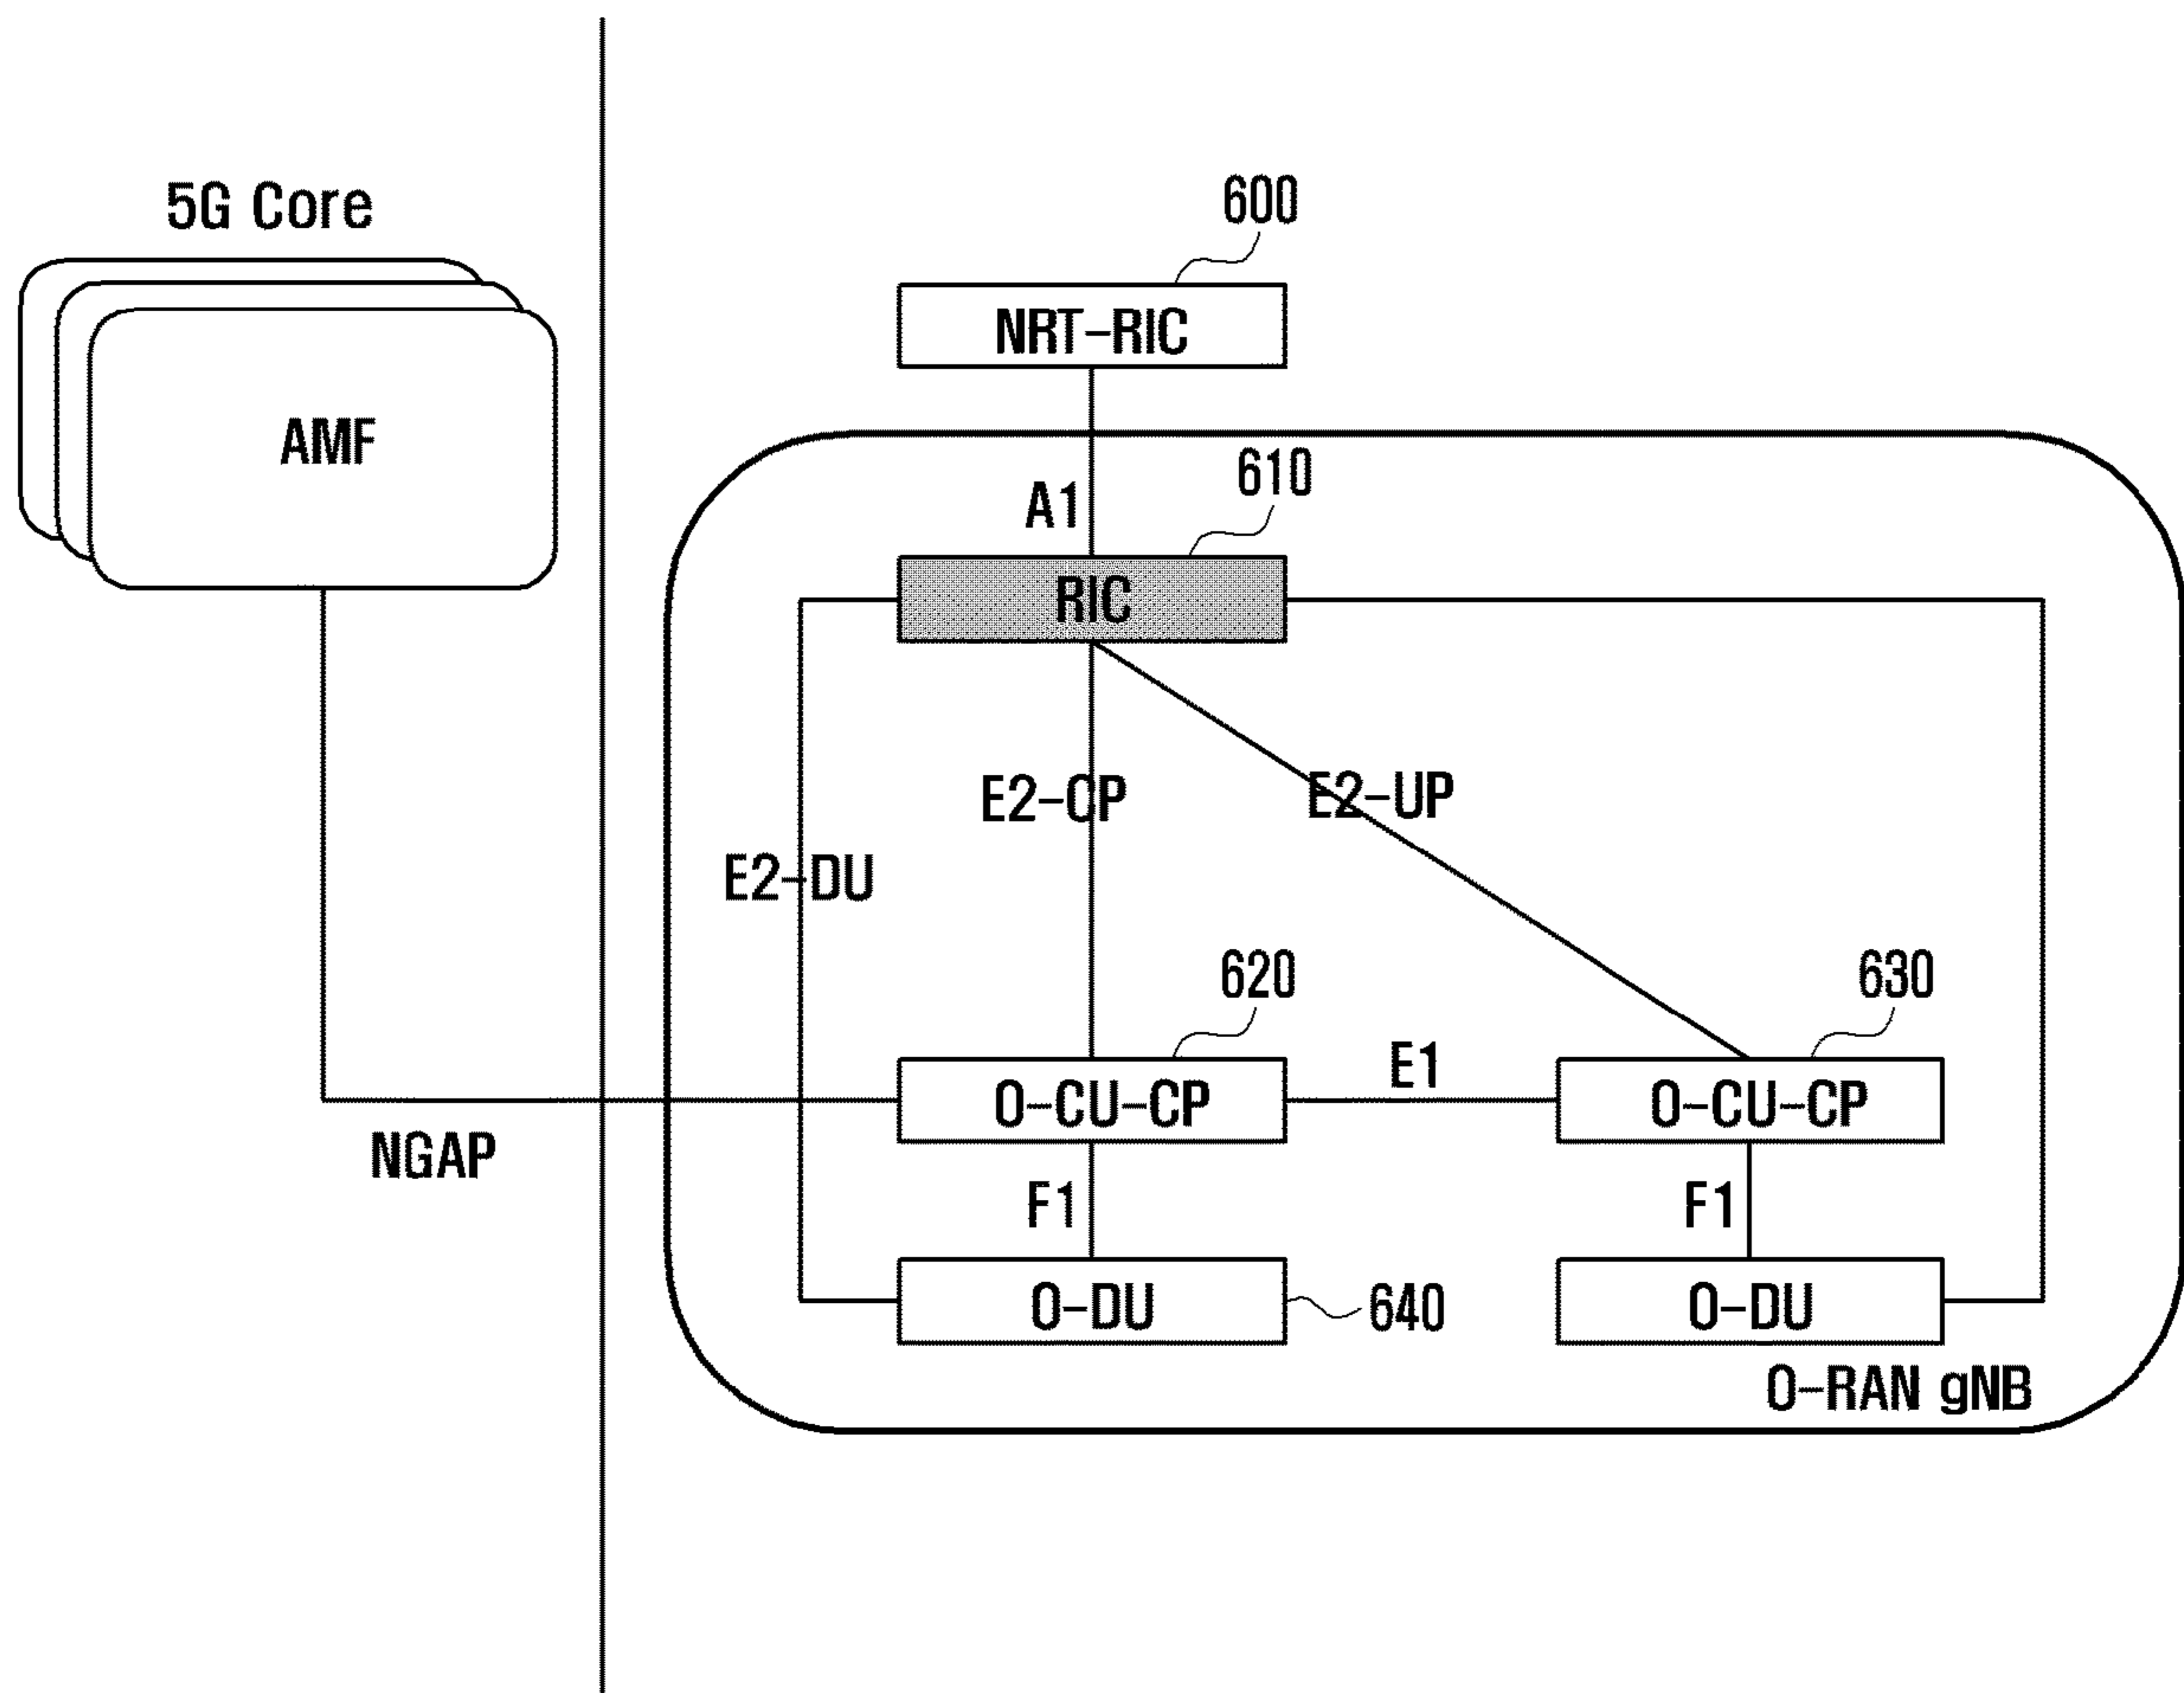 5G Core
AMF
NGAP
600
NRT-RIC
A1
610
RIC
E2-CP
E2-UP
E2-DU
620
630
O-CU-CP
E1
O-CU-CP
F1
F1
O-DU
640
O-DU
O-RAN gNB